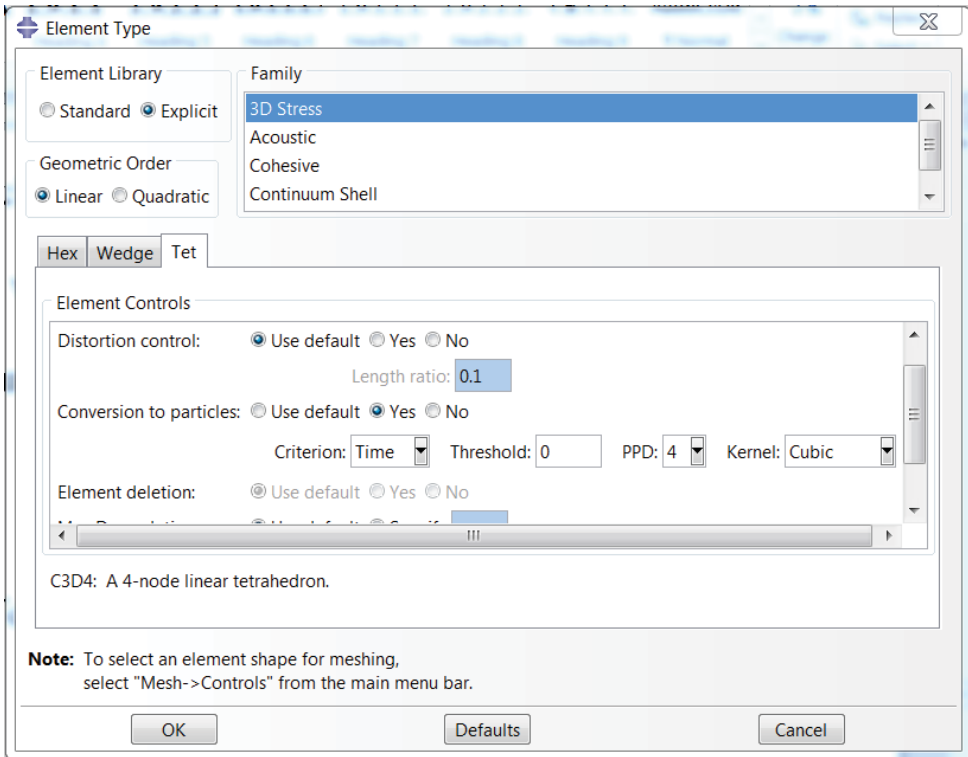 Element Type
Element Library
Family
Standard Explicit
3D Stress
Acoustic
Cohesive
Continuum Shell
Geometric Order
Linear Quadratic
Hex Wedge Tet
Element Controls
Distortion control: Use default Yes No
Length ratio: 0.1
Conversion to particles: Use default Yes No
Criterion: Time Threshold: 0 PPD: 4 Kernel: Cubic
Element deletion: Use default Yes No
C3D4: A 4-node linear tetrahedron.
Note: To select an element shape for meshing,
select "Mesh->Controls" from the main menu bar.
OK Defaults Cancel